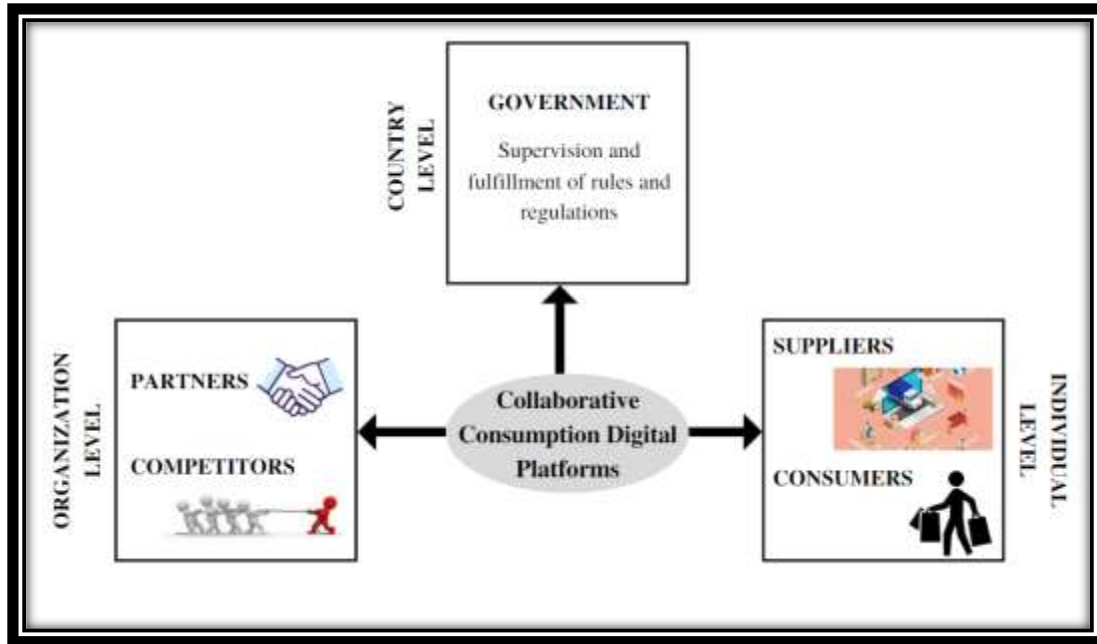 COUNTRY
LEVEL
GOVERNMENT
Supervision and
fulfillment of rules and
regulations
ORGANIZATION
LEVEL
PARTNERS
COMPETITORS
Collaborative
Consumption Digital
Platforms
SUPPLIERS
CONSUMERS
INDIVIDUAL
LEVEL